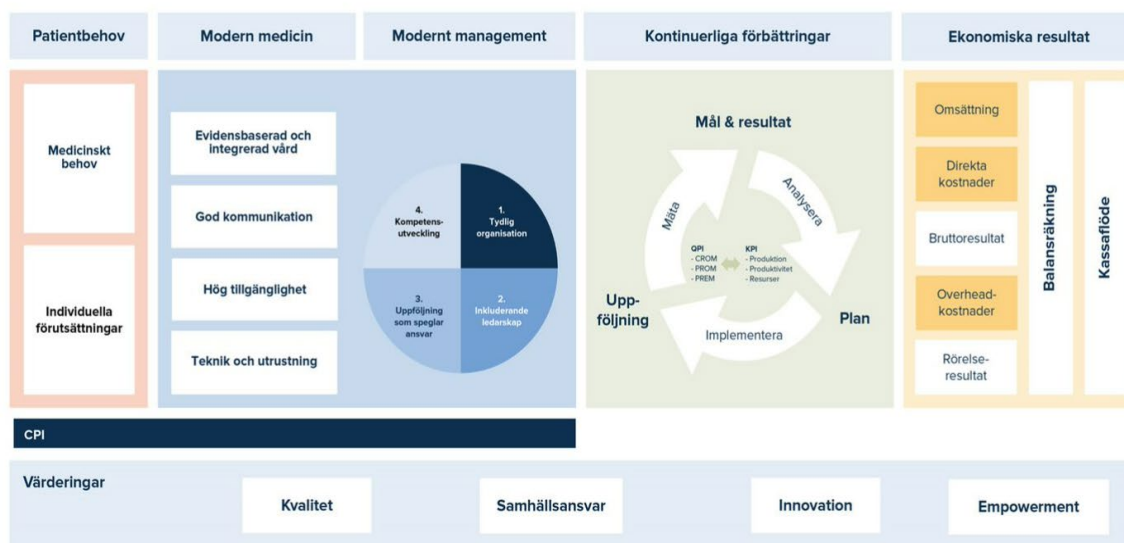 Patientbehov
Modern medicin
Modernt management
Kontinuerliga förbättringar
Ekonomiska resultat
Medicinskt
behov
Individuella
förutsättningar
Evidensbaserad och
integrerad vård
God kommunikation
Hög tillgänglighet
Teknik och utrustning
4.
Kompetens-
utveckling
1.
Tydlig
organisation
3.
Uppföljning
som speglar
ansvar
2.
Inkluderande
ledarskap
Mål & resultat
Mäta
Analysera
QPI
- CROM
- PROM
- PREM
KPI
- Produktion
- Produktivitet
- Resurser
Upp-
följning
Implementera
Plan
Omsättning
Direkta
kostnader
Bruttoresultat
Overhead-
kostnader
Rörelse-
resultat
Balansräkning
Kassaflöde
CPI
Värderingar
Kvalitet
Samhällsansvar
Innovation
Empowerment